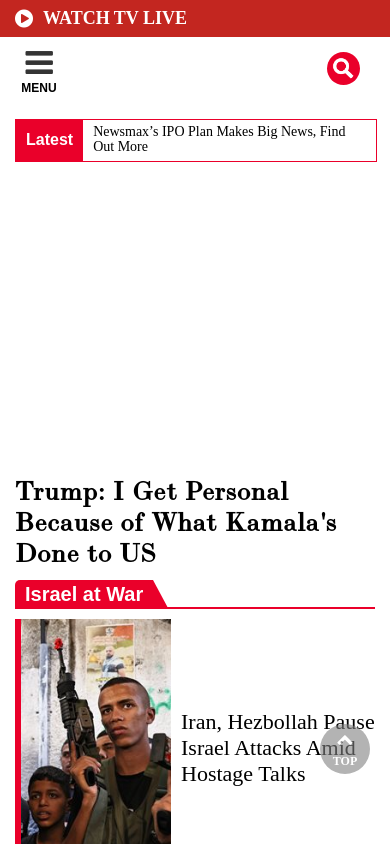 WATCH TV LIVE
MENU
Latest
Newsmax’s IPO Plan Makes Big News, Find
Out More
Trump: I Get Personal
Because of What Kamala's
Done to US
Israel at War
Iran, Hezbollah Pause
Israel Attacks Amid
Hostage Talks
TOP